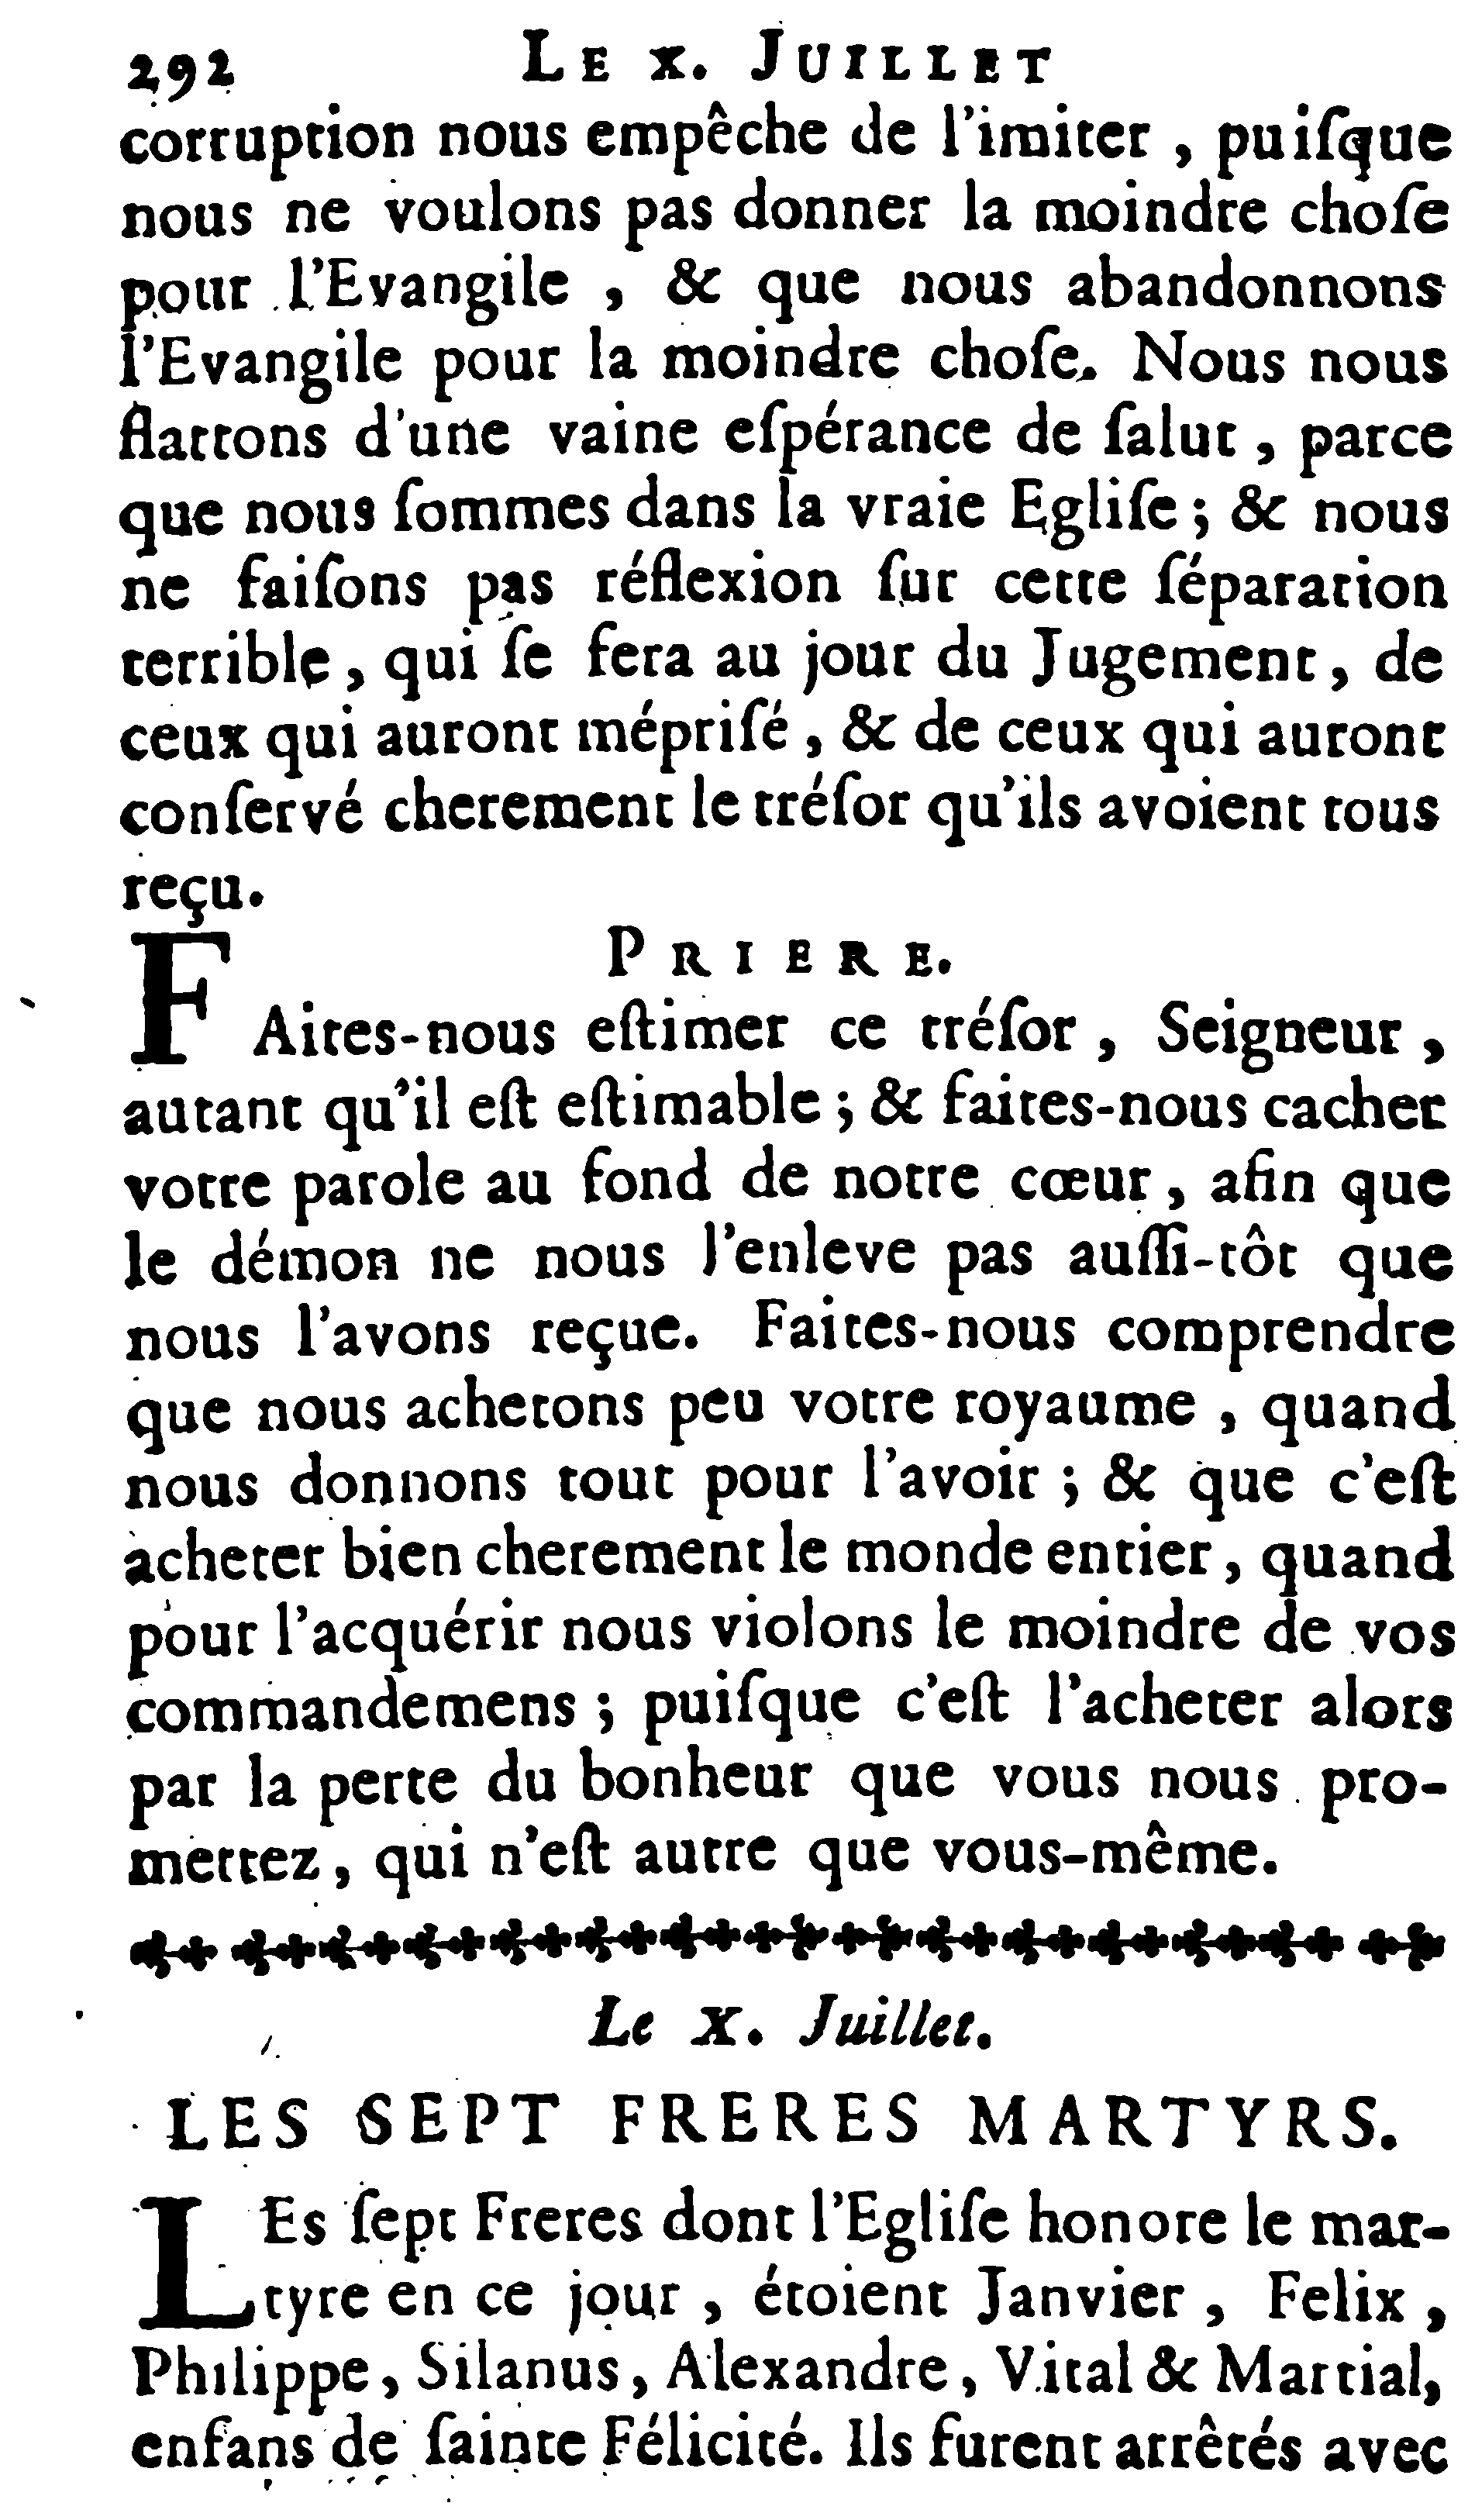 292 LE X. JUILLET
corruption nous empêche de l'imiter , puiſque
nous ne voulons pas donner la moindre choſe
pour l'Evangile , & que nous abandonnons
l'Evangile pour la moindre choſe. Nous nous
flattons d'une vaine eſpérance de ſalut , parce
que nous ſommes dans la vraie Egliſe ; & nous
ne faiſons pas réflexion ſur cette ſéparation
terrible , qui ſe fera au jour du Jugement , de
ceux qui auront mépriſé , & de ceux qui auront
conſervé cherement le tréſor qu'ils avoient tous
reçu.
PRIERE.
FAites-nous eſtimer ce tréſor , Seigneur ,
autant qu'il eſt eſtimable ; & faites-nous cacher
votre parole au fond de notre cœur , afin que
le démon ne nous l'enleve pas auſſi-tôt que
nous l'avons reçue. Faites-nous comprendre
que nous achetons peu votre royaume , quand
nous donnons tout pour l'avoir ; & que c'eſt
acheter bien cherement le monde entier , quand
pour l'acquérir nous violons le moindre de vos
commandemens ; puiſque c'eſt l'acheter alors
par la perte du bonheur que vous nous pro-
mettez , qui n'eſt autre que vous-même.
Le X. Juillet.
LES SEPT FRERES MARTYRS.
LEs ſept Freres dont l'Egliſe honore le mar-
tyre en ce jour , étoient Janvier , Felix ,
Philippe , Silanus , Alexandre , Vital & Martial,
enfans de ſainte Félicité. Ils furent arrêtés avec